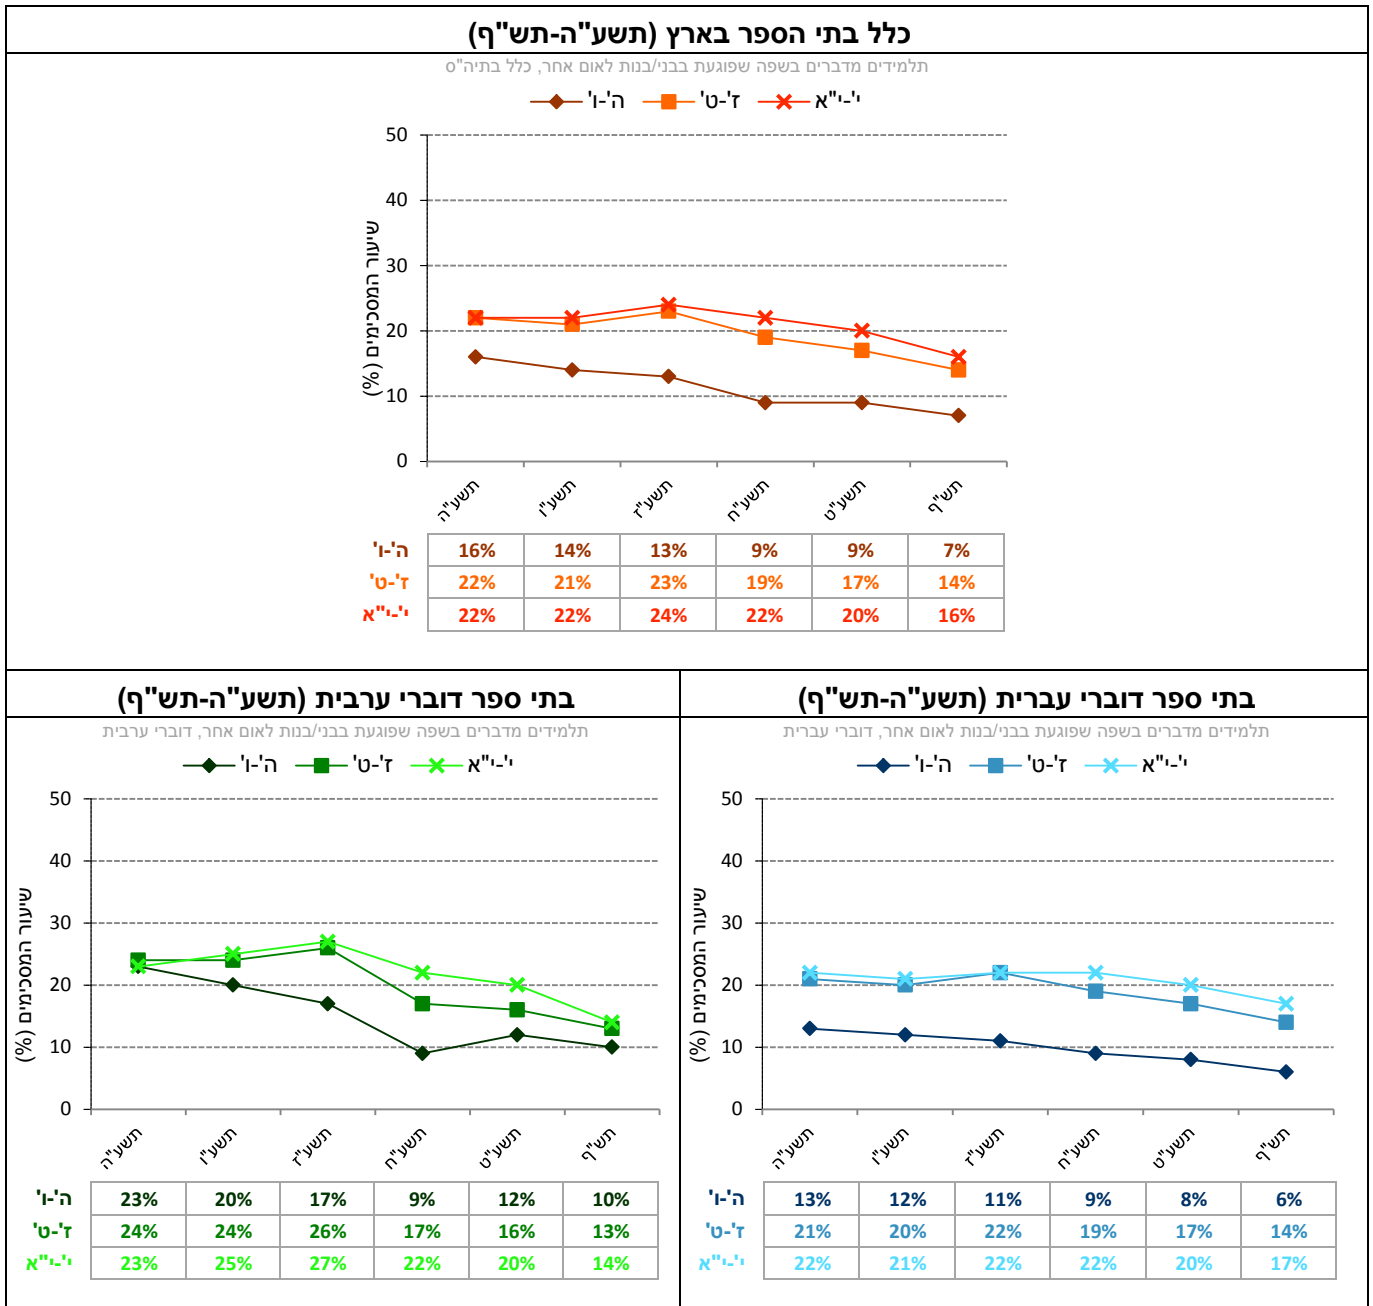 כלל בתי הספר בארץ (תשע"ה-תש"ף)
תלמידים מדברים בשפה שפוגעת בבני/בנות לאום אחר, כלל בתיה"ס
ה'-ו' ז'-ט' י'-י"א
שיעור המסכימים (%)
50
40
30
20
10
0
תשע"ה תשע"ו תשע"ז תשע"ח תשע"ט תש"ף
ה'-ו' 16% 14% 13% 9% 9% 7%
ז'-ט' 22% 21% 23% 19% 17% 14%
י'-י"א 22% 22% 24% 22% 20% 16%
בתי ספר דוברי עברית (תשע"ה-תש"ף)
תלמידים מדברים בשפה שפוגעת בבני/בנות לאום אחר, דוברי עברית
ה'-ו' ז'-ט' י'-י"א
שיעור המסכימים (%)
50
40
30
20
10
0
תשע"ה תשע"ו תשע"ז תשע"ח תשע"ט תש"ף
ה'-ו' 13% 12% 11% 9% 8% 6%
ז'-ט' 21% 20% 22% 19% 17% 14%
י'-י"א 22% 21% 22% 22% 20% 17%
בתי ספר דוברי ערבית (תשע"ה-תש"ף)
תלמידים מדברים בשפה שפוגעת בבני/בנות לאום אחר, דוברי ערבית
ה'-ו' ז'-ט' י'-י"א
שיעור המסכימים (%)
50
40
30
20
10
0
תשע"ה תשע"ו תשע"ז תשע"ח תשע"ט תש"ף
ה'-ו' 23% 20% 17% 9% 12% 10%
ז'-ט' 24% 24% 26% 17% 16% 13%
י'-י"א 23% 25% 27% 22% 20% 14%